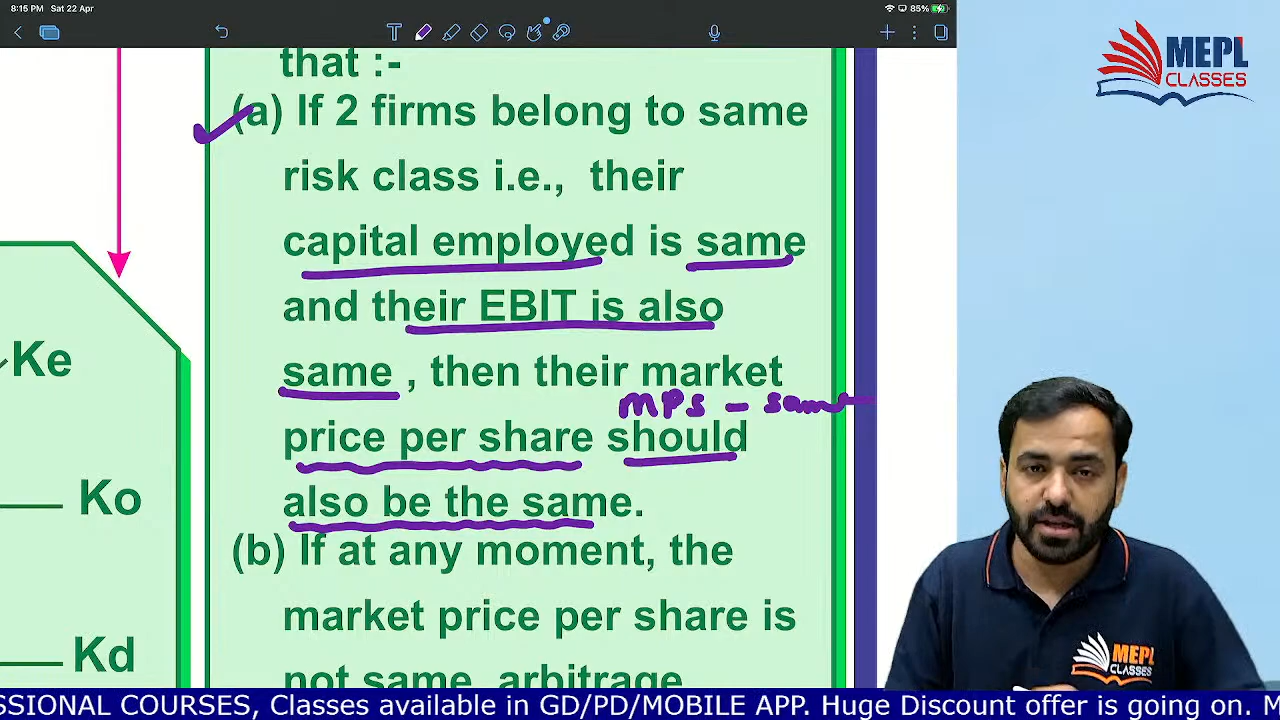 8:15 PM Sat 22 Apr
85%
T
MEPL
CLASSES
that :-
(a) If 2 firms belong to same
risk class i.e., their
capital employed is same
and their EBIT is also
same , then their market
MPS - same
price per share should
also be the same.
(b) If at any moment, the
market price per share is
not same, arbitrage
Ke
Ko
Kd
MEPL
CLASSES
SSIONAL COURSES, Classes available in GD/PD/MOBILE APP. Huge Discount offer is going on. M